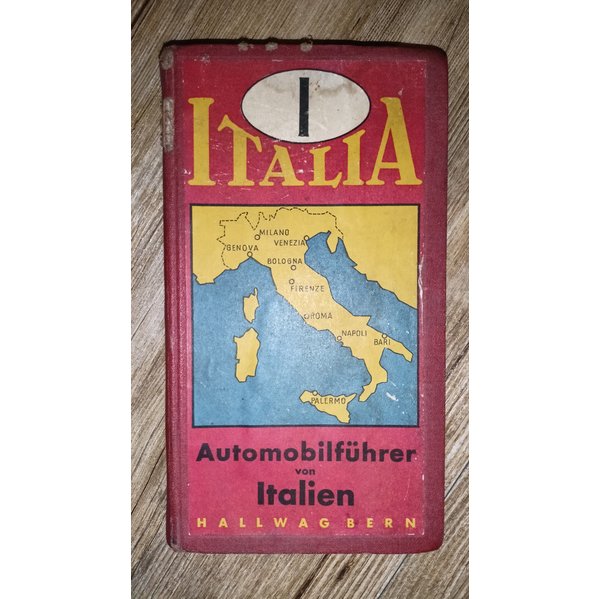 I
ITALIA
MILANO
VENEZIA
GENOVA
BOLOGNA
FIRENZE
ROMA
NAPOLI
BARI
PALERMO
Automobilführer
von
Italien
HALLWAG BERN